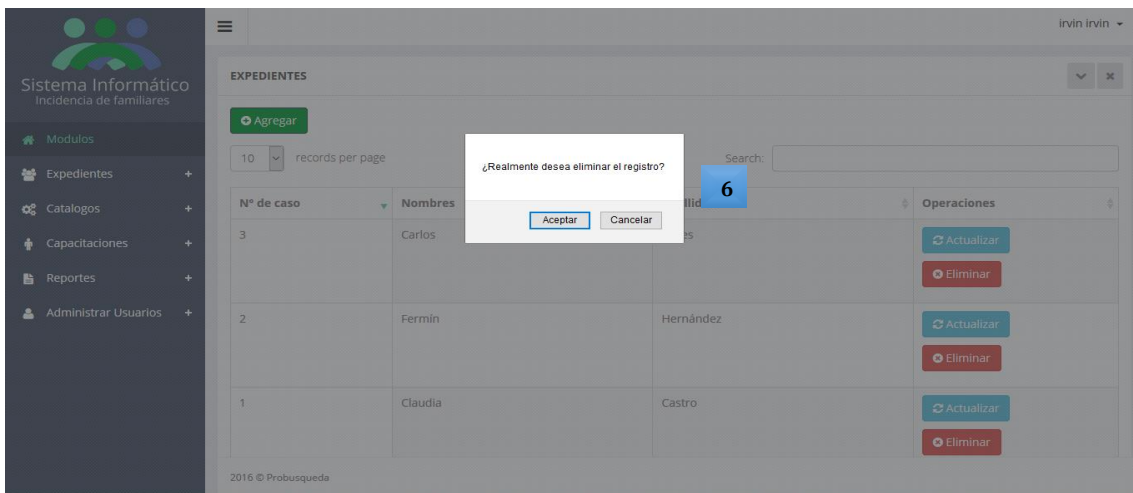 irvin irvin
Sistema Informático
Incidencia de familiares
Modulos
Expedientes +
Catalogos +
Capacitaciones +
Reportes +
Administrar Usuarios +
EXPEDIENTES
Agregar
10 records per page
Search:
¿Realmente desea eliminar el registro?
Aceptar Cancelar
6
Nº de caso Nombres Operaciones
3 Carlos
Actualizar
Eliminar
2 Fermín Hernández
Actualizar
Eliminar
1 Claudia Castro
Actualizar
Eliminar
2016 © Probusqueda